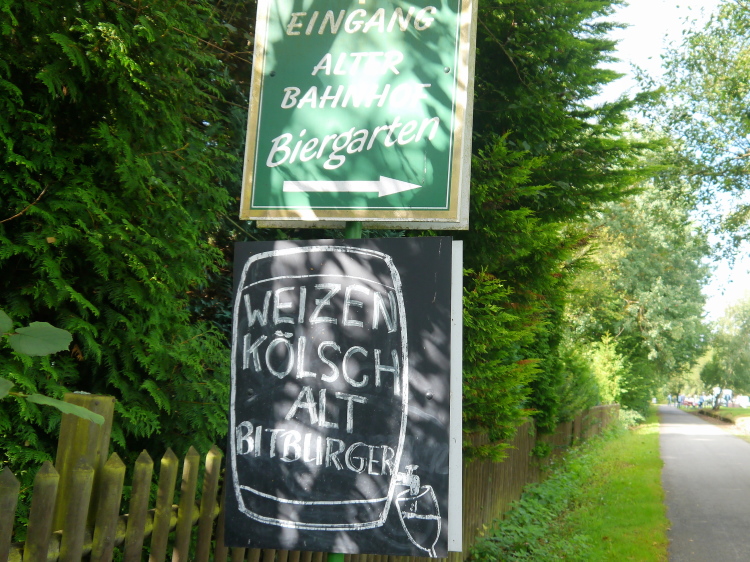 EINGANG
ALTER
BAHNHOF
Biergarten
WEIZEN
KÖLSCH
ALT
BITBURGER